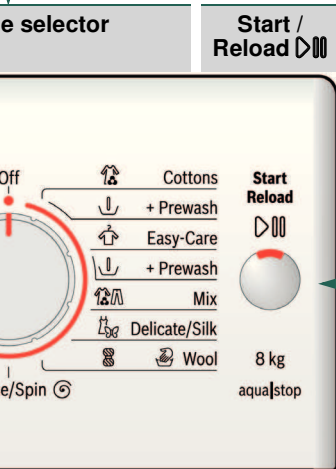 e selector
Start /
Reload
Off
Cottons
+ Prewash
Easy-Care
+ Prewash
Mix
Delicate/Silk
Wool
e/Spin
Start
Reload
8 kg
aqua stop